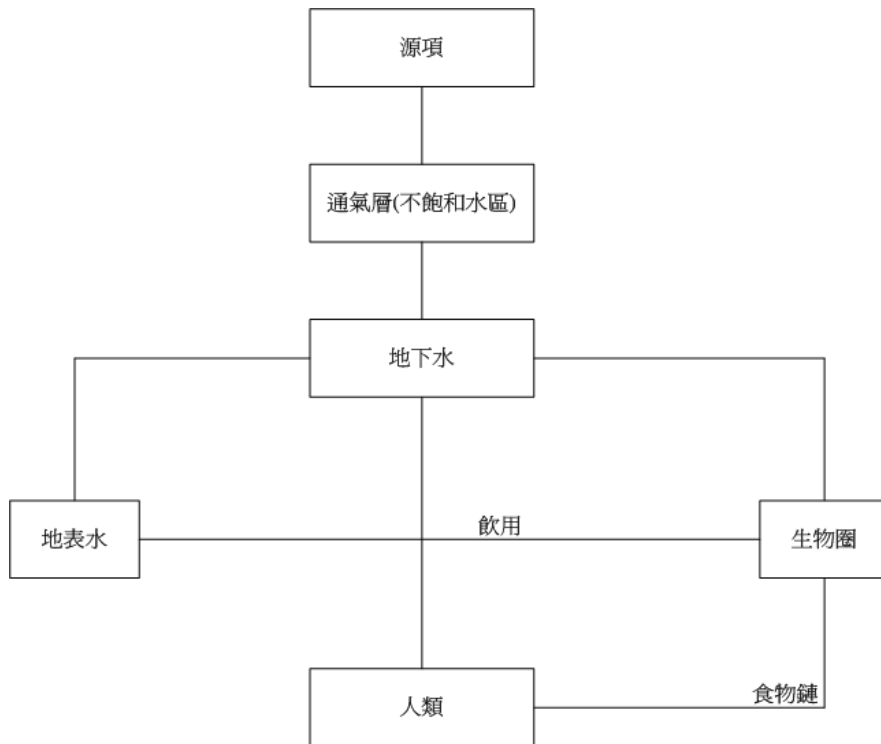 源項
通氣層(不飽和水區)
地下水
地表水
飲用
生物圈
人類
食物鏈